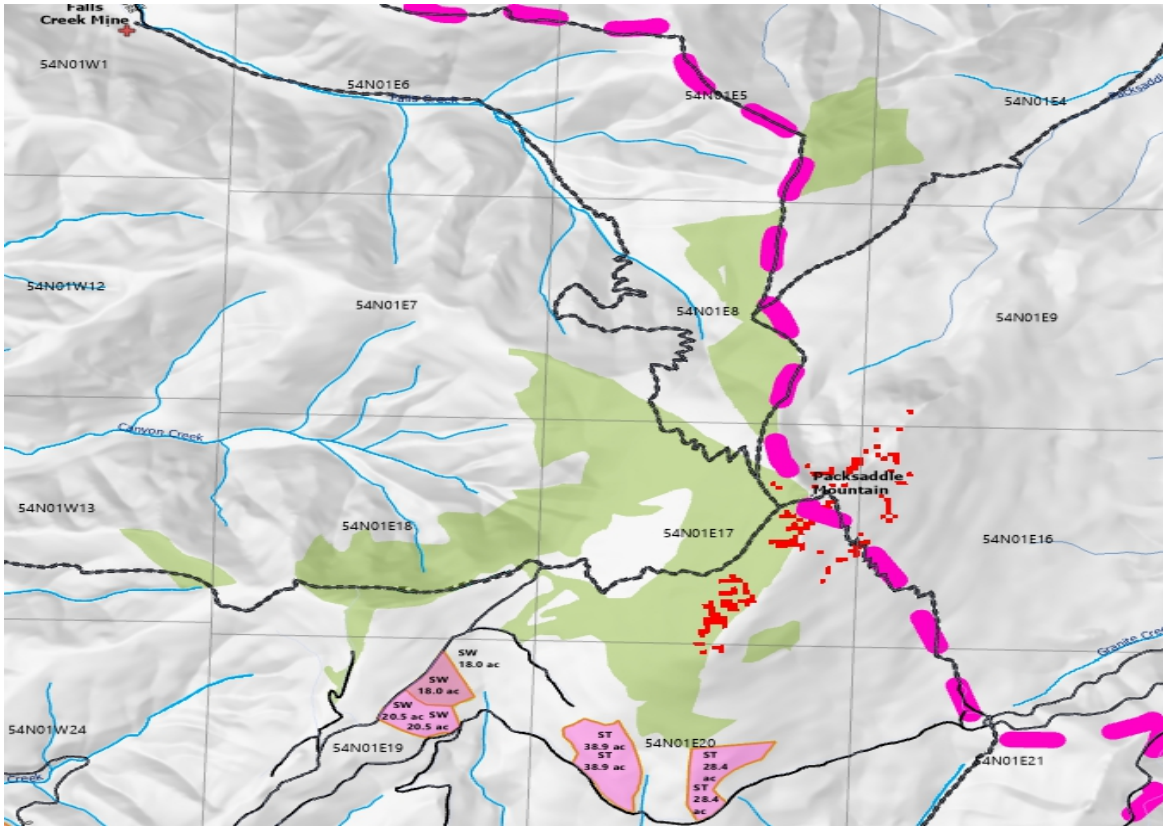 Falls
Creek Mine
54N01W1
54N01E6
Falls Creek
54N01E5
54N01E4
54N01W12
54N01E7
54N01E8
54N01E9
Canyon Creek
Packsaddle
Mountain
54N01W13
54N01E18
54N01E17
54N01E16
Granite Cree
SW
18.0 ac
SW
18.0 ac
SW
20.5 ac
SW
20.5 ac
54N01W24
54N01E19
ST
38.9 ac
ST
38.9 ac
54N01E20
ST
28.4
ac
ST
28.4
ac
54N01E21
Creek